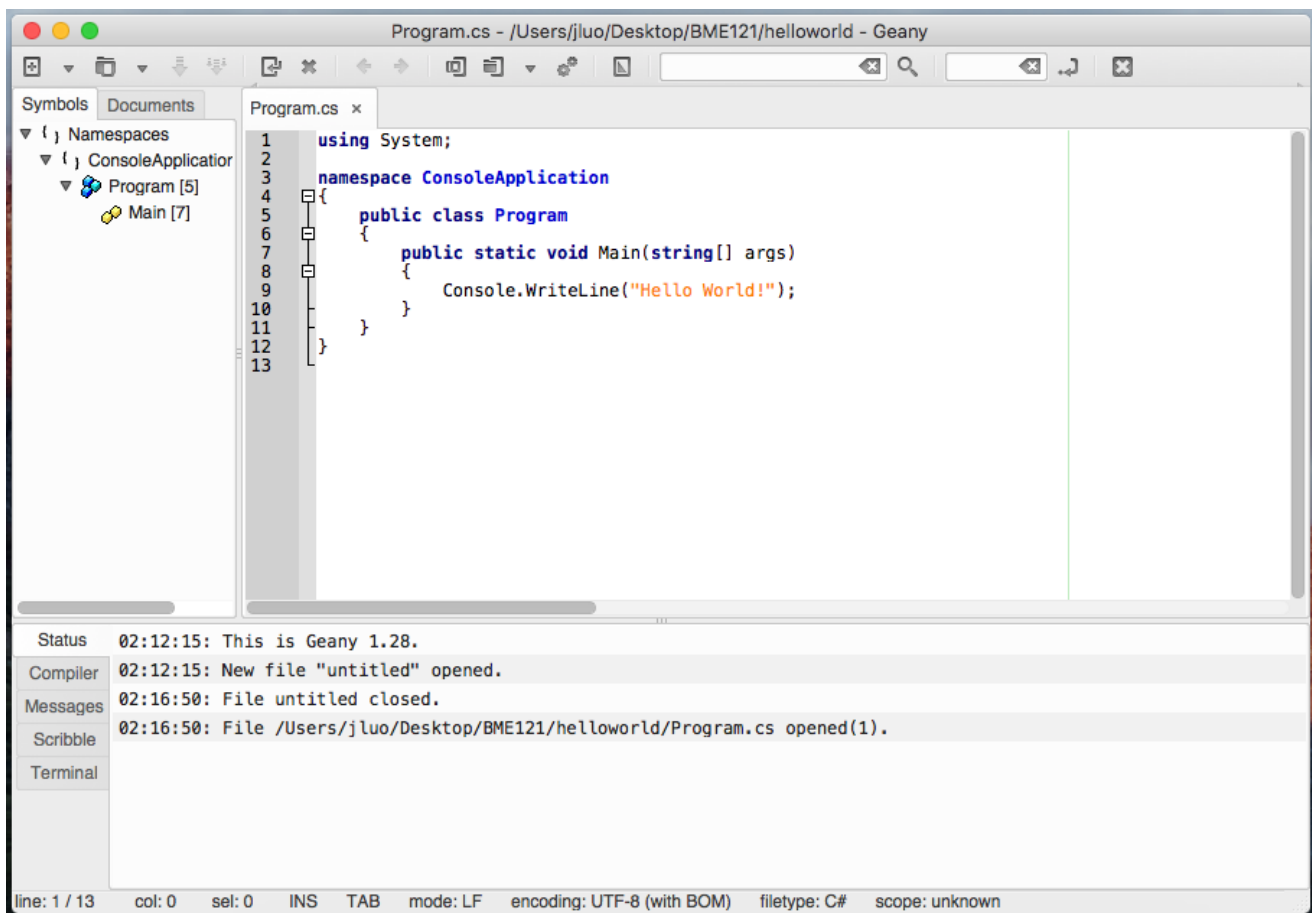 Program.cs - /Users/jluo/Desktop/BME121/helloworld - Geany
Symbols Documents
Namespaces
ConsoleApplication
Program [5]
Main [7]
Program.cs ×
1 using System;
2
3 namespace ConsoleApplication
4 {
5     public class Program
6     {
7         public static void Main(string[] args)
8         {
9             Console.WriteLine("Hello World!");
10         }
11     }
12 }
13
Status
Compiler
Messages
Scribble
Terminal
02:12:15: This is Geany 1.28.
02:12:15: New file "untitled" opened.
02:16:50: File untitled closed.
02:16:50: File /Users/jluo/Desktop/BME121/helloworld/Program.cs opened(1).
line: 1 / 13 col: 0 sel: 0 INS TAB mode: LF encoding: UTF-8 (with BOM) filetype: C# scope: unknown